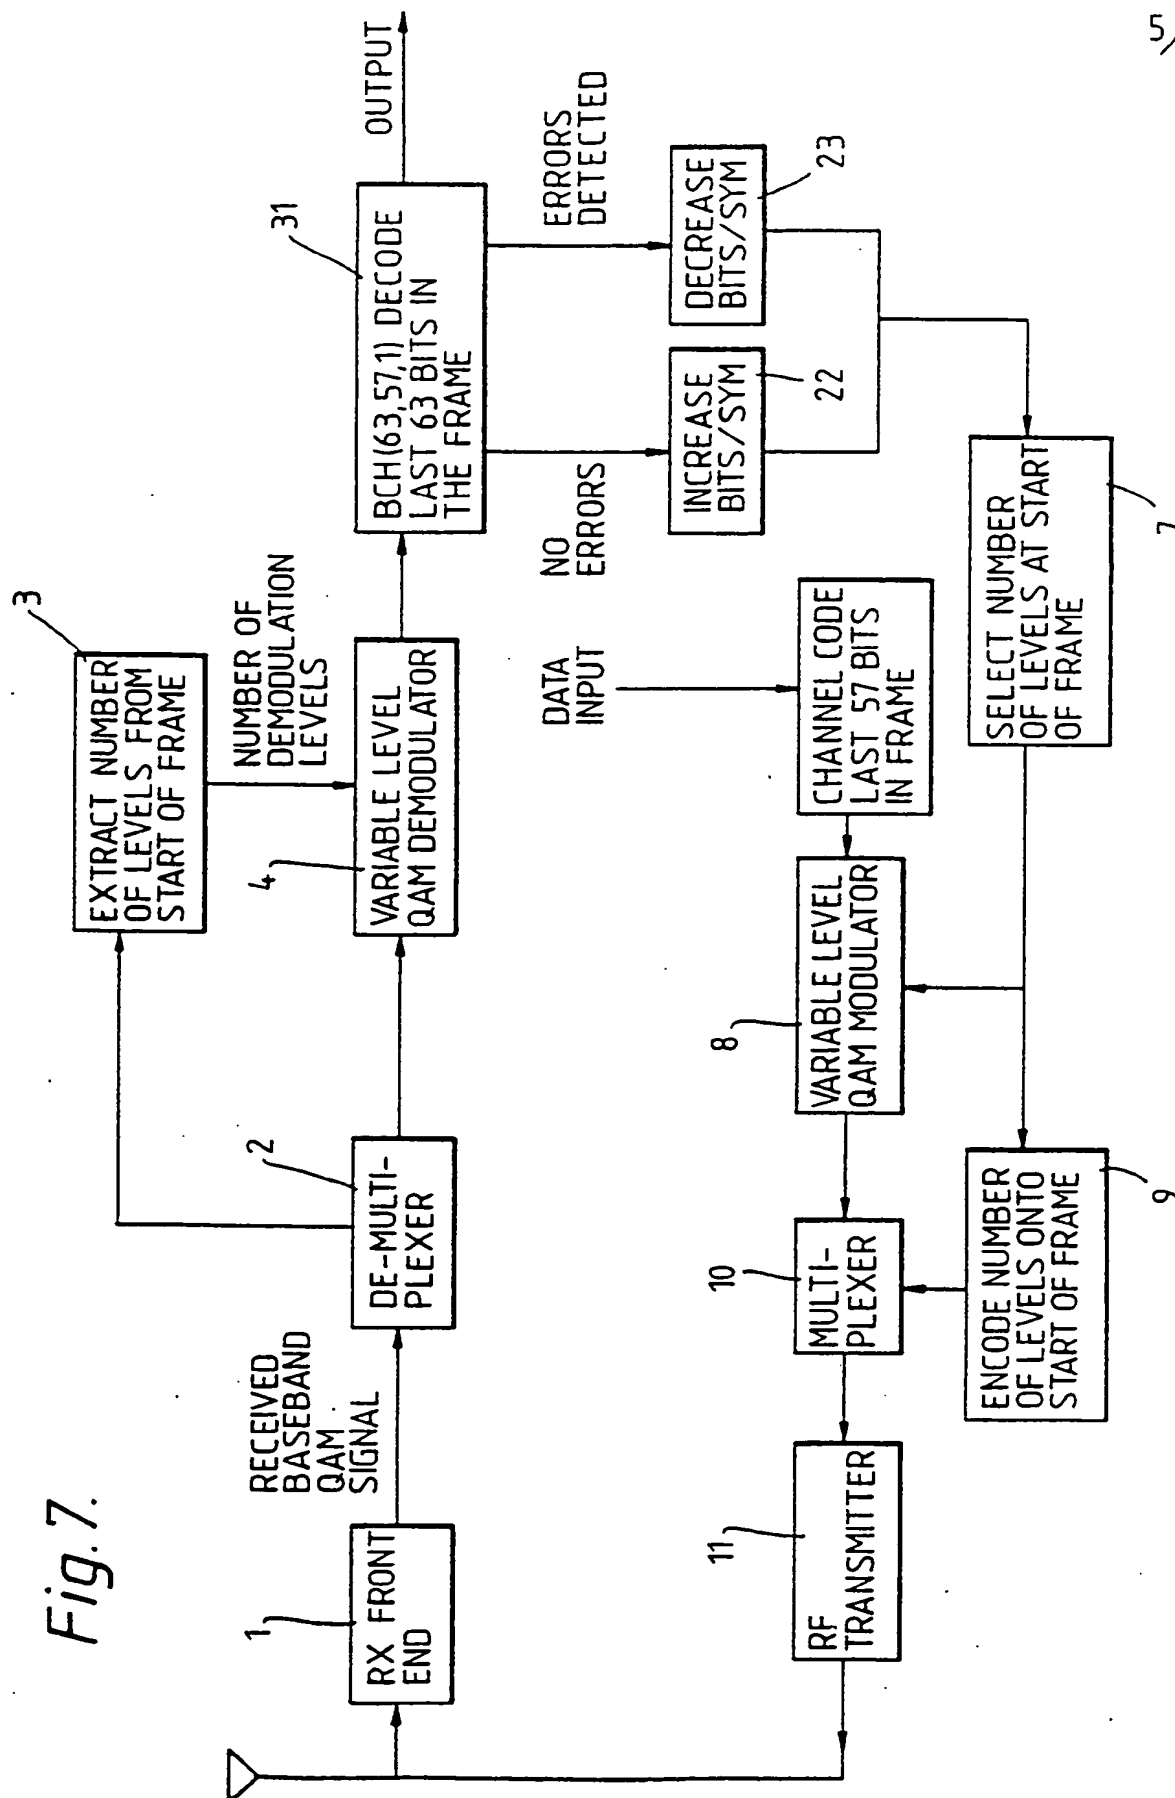 5/
Fig.7.
1
RX FRONT
END
RECEIVED
BASEBAND
QAM
SIGNAL
2
DE-MULTI-
PLEXER
3
EXTRACT NUMBER
OF LEVELS FROM
START OF FRAME
NUMBER OF
DEMODULATION
LEVELS
4
VARIABLE LEVEL
QAM DEMODULATOR
31
BCH(63,57,1) DECODE
LAST 63 BITS IN
THE FRAME
OUTPUT
NO
ERRORS
ERRORS
DETECTED
INCREASE
BITS/SYM
22
DECREASE
BITS/SYM
23
DATA
INPUT
CHANNEL CODE
LAST 57 BITS
IN FRAME
SELECT NUMBER
OF LEVELS AT START
OF FRAME
7
8
VARIABLE LEVEL
QAM MODULATOR
ENCODE NUMBER
OF LEVELS ONTO
START OF FRAME
9
10
MULTI-
PLEXER
11
RF
TRANSMITTER